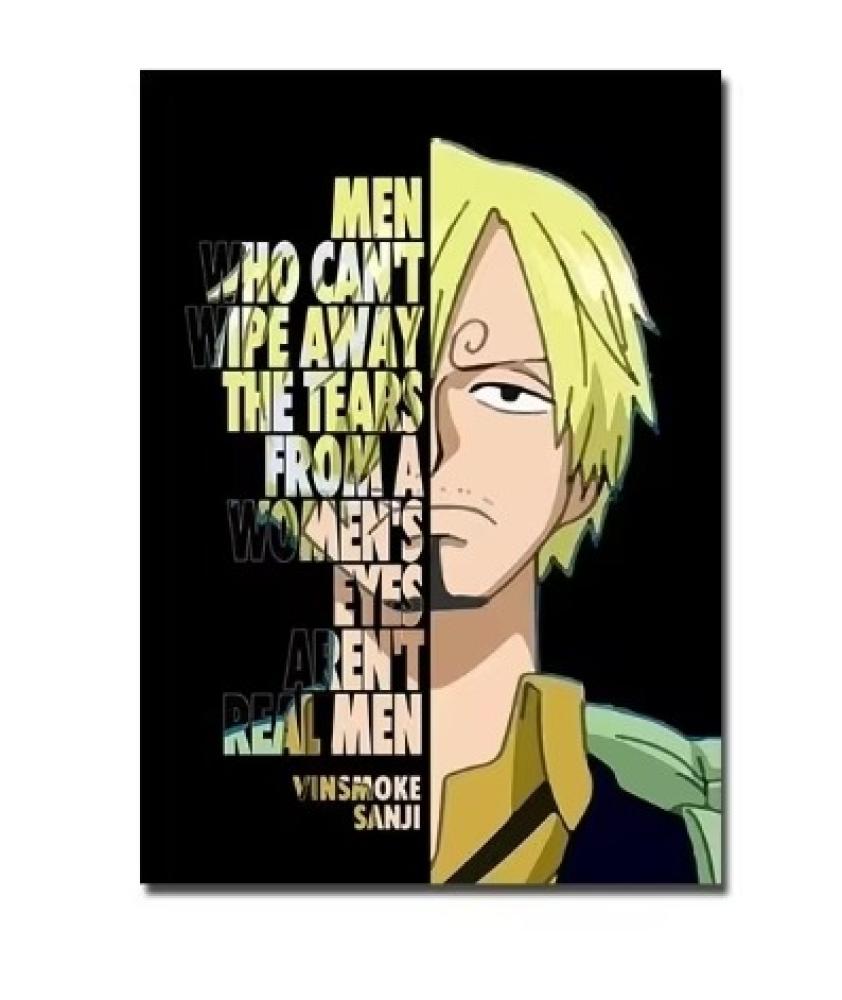 MEN
WHO CAN'T
WIPE AWAY
THE TEARS
FROM A
WOMEN'S
EYES
AREN'T
REAL MEN
VINSMOKE
SANJI